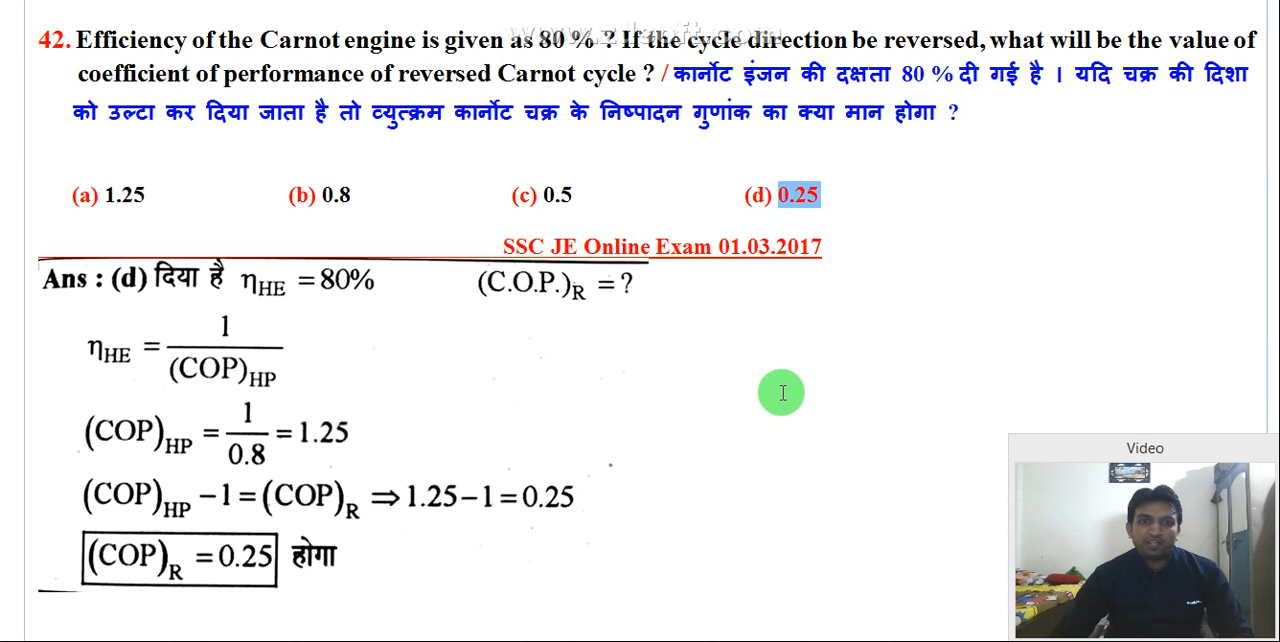 42. Efficiency of the Carnot engine is given as 80 % ? If the cycle direction be reversed, what will be the value of
coefficient of performance of reversed Carnot cycle ? / कार्नोट इंजन की दक्षता 80 % दी गई है । यदि चक्र की दिशा
को उल्टा कर दिया जाता है तो व्युत्क्रम कार्नोट चक्र के निष्पादन गुणांक का क्या मान होगा ?
(a) 1.25 (b) 0.8 (c) 0.5 (d) 0.25
SSC JE Online Exam 01.03.2017
Ans : (d) दिया है η_HE = 80% (C.O.P.)_R = ?
η_HE = 1 / (COP)_HP
(COP)_HP = 1 / 0.8 = 1.25
(COP)_HP − 1 = (COP)_R ⇒ 1.25 − 1 = 0.25
(COP)_R = 0.25 होगा
Video